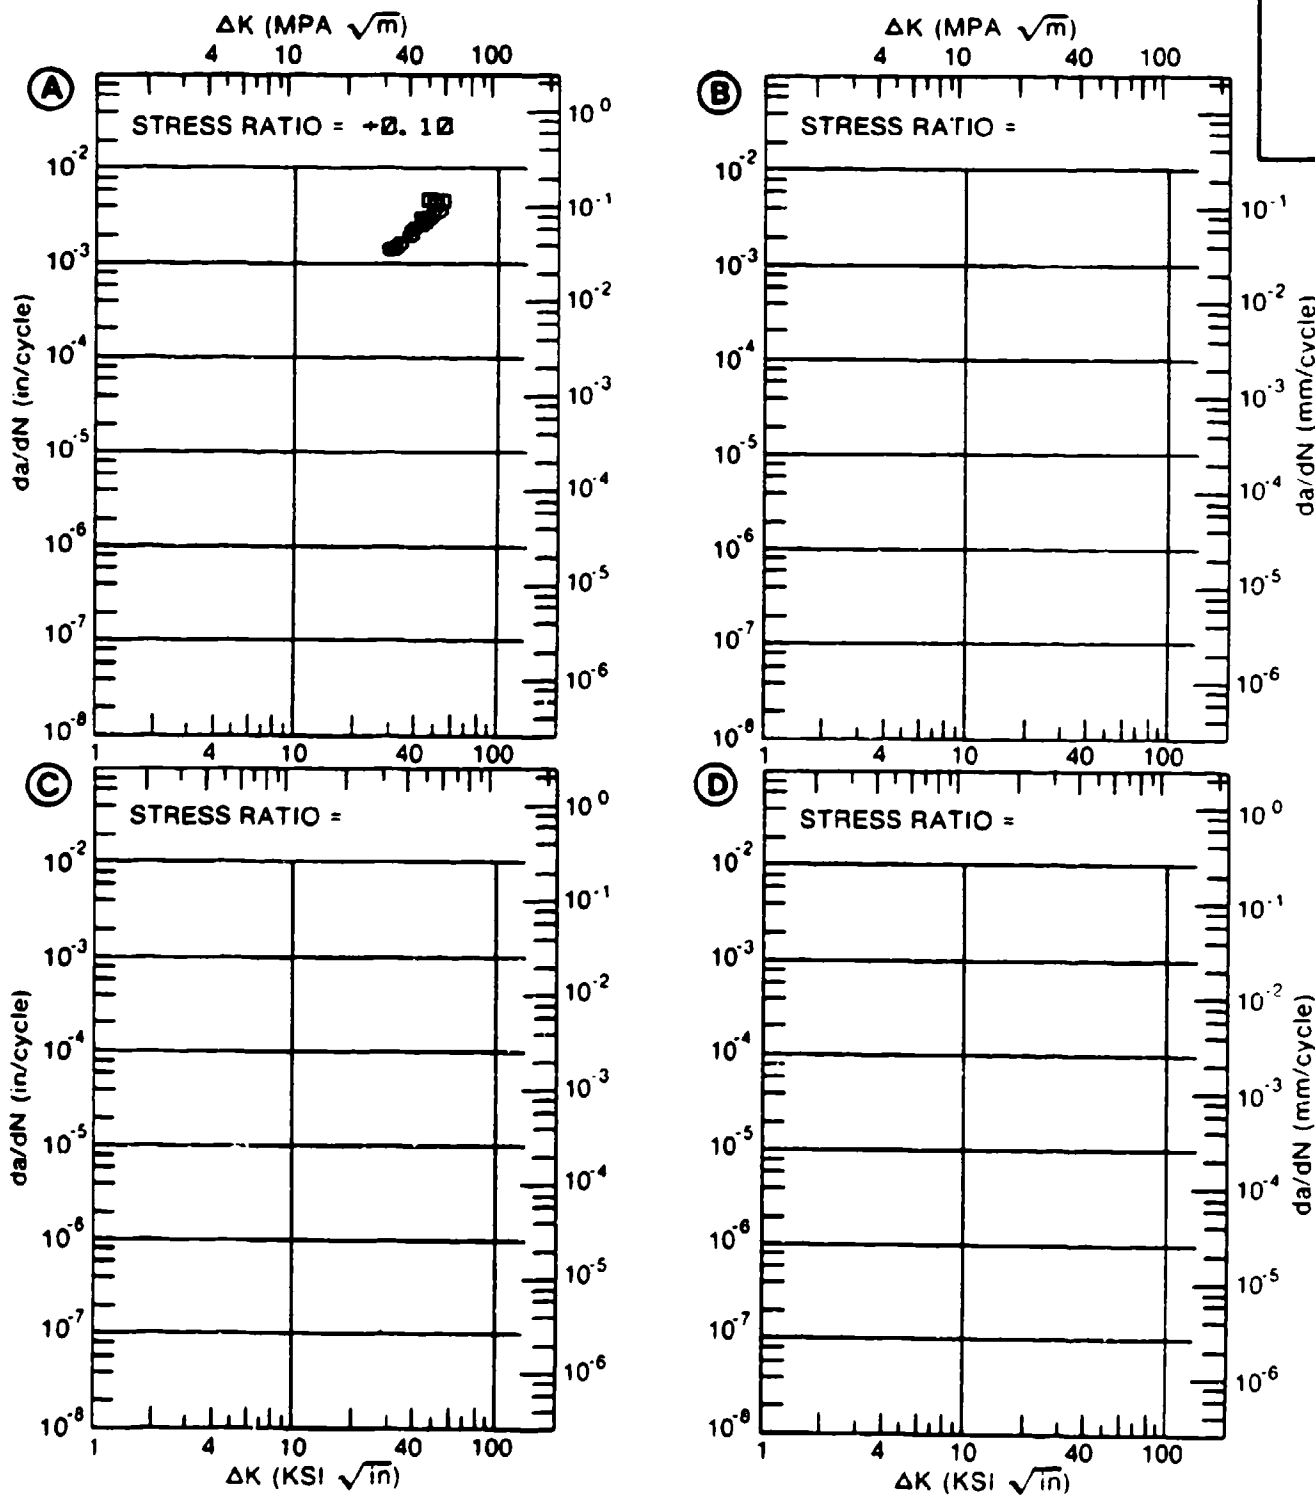 ΔK (MPA √m)
4 10 40 100
A
STRESS RATIO = +0.10
10⁻²
10⁻³
10⁻⁴
10⁻⁵
10⁻⁶
10⁻⁷
10⁻⁸
da/dN (in/cycle)
10⁰
10⁻¹
10⁻²
10⁻³
10⁻⁴
10⁻⁵
10⁻⁶
1 4 10 40 100
ΔK (MPA √m)
4 10 40 100
B
STRESS RATIO =
10⁻²
10⁻³
10⁻⁴
10⁻⁵
10⁻⁶
10⁻⁷
10⁻⁸
10⁻¹
10⁻²
10⁻³
10⁻⁴
10⁻⁵
10⁻⁶
da/dN (mm/cycle)
1 4 10 40 100
C
STRESS RATIO =
10⁻²
10⁻³
10⁻⁴
10⁻⁵
10⁻⁶
10⁻⁷
10⁻⁸
da/dN (in/cycle)
10⁰
10⁻¹
10⁻²
10⁻³
10⁻⁴
10⁻⁵
10⁻⁶
1 4 10 40 100
ΔK (KSI √in)
D
STRESS RATIO =
10⁻²
10⁻³
10⁻⁴
10⁻⁵
10⁻⁶
10⁻⁷
10⁻⁸
10⁰
10⁻¹
10⁻²
10⁻³
10⁻⁴
10⁻⁵
10⁻⁶
da/dN (mm/cycle)
1 4 10 40 100
ΔK (KSI √in)